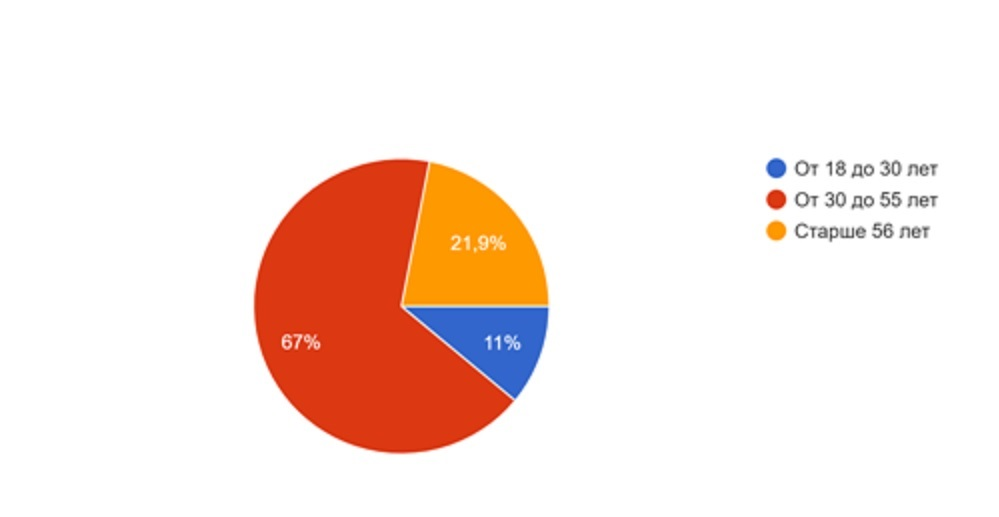 От 18 до 30 лет
От 30 до 55 лет
Старше 56 лет
21,9%
67%
11%